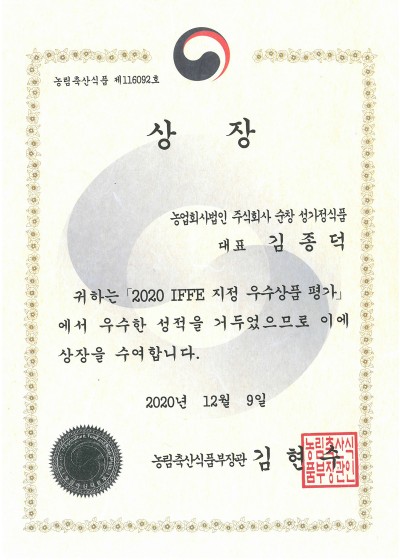 농림축산식품 제116092호
상 장
농업회사법인 주식회사 순창 성가정식품
대표 김종덕
귀하는「2020 IFFE 지정 우수상품 평가」
에서 우수한 성적을 거두었으므로 이에
상장을 수여합니다.
2020년 12월 9일
농림축산식품부장관 김현수
농림축산식
품부장관인